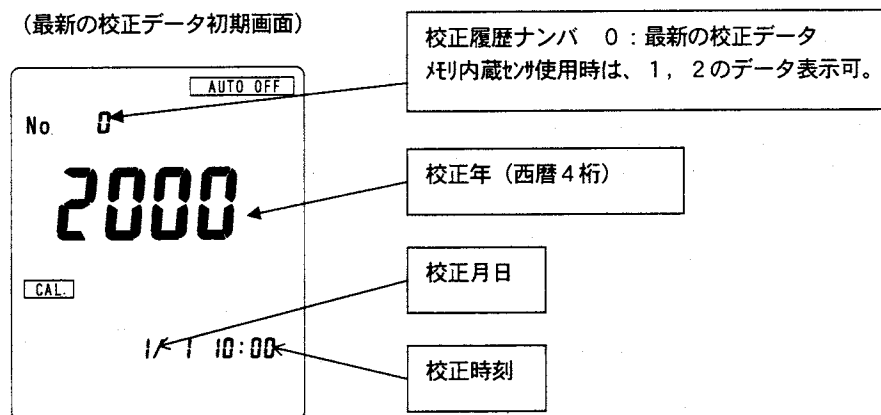 (最新の校正データ初期画面)
AUTO OFF
No. 0
2000
CAL.
1/ 1 10:00
校正履歴ナンバ 0:最新の校正データ
ﾒﾓﾘ内蔵ｾﾝｻ使用時は、1,2のデータ表示可。
校正年(西暦4桁)
校正月日
校正時刻